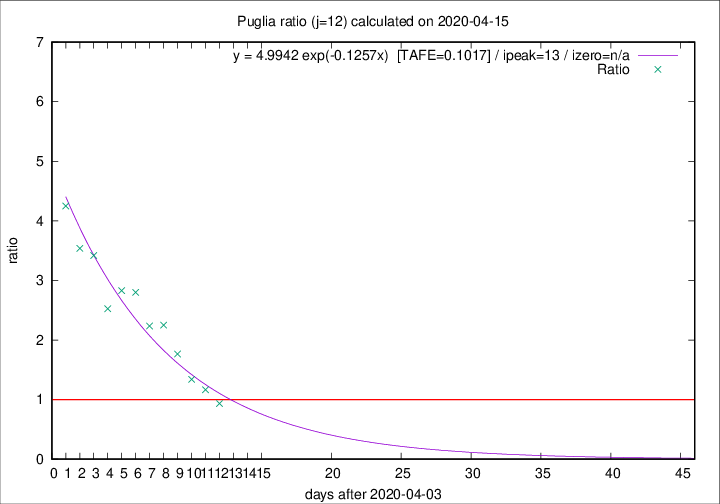 Puglia ratio (j=12) calculated on 2020-04-15
y = 4.9942 exp(-0.1257x) [TAFE=0.1017] / ipeak=13 / izero=n/a
Ratio
7
6
5
4
3
2
1
0
ratio
0 1 2 3 4 5 6 7 8 9 10 11 12 13 14 15 20 25 30 35 40 45
days after 2020-04-03